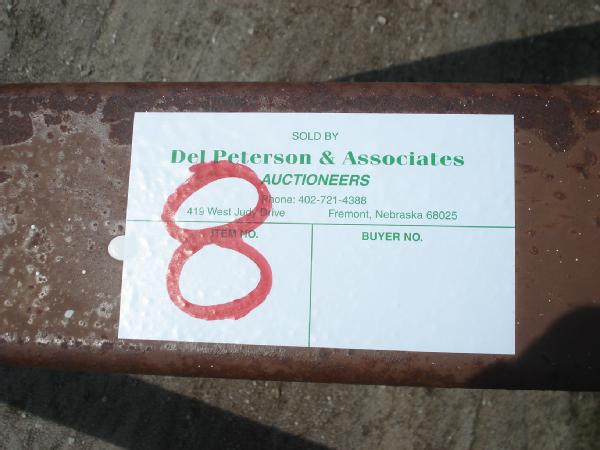 SOLD BY
Del Peterson & Associates
AUCTIONEERS
Phone: 402-721-4388
419 West Judy Drive Fremont, Nebraska 68025
ITEM NO. BUYER NO.
8